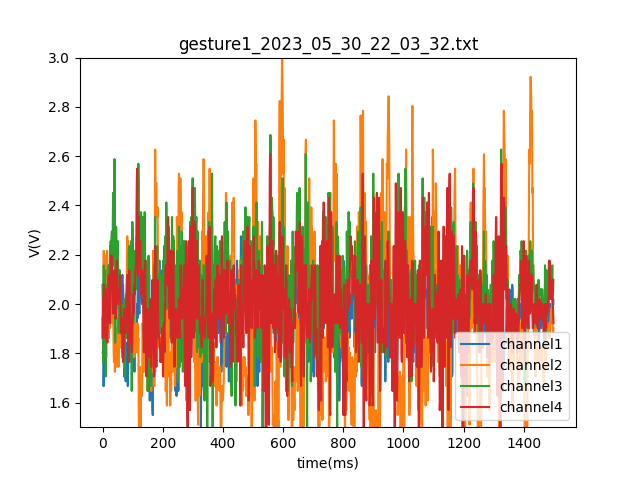 gesture1_2023_05_30_22_03_32.txt
V(V)
3.0
2.8
2.6
2.4
2.2
2.0
1.8
1.6
channel1
channel2
channel3
channel4
0 200 400 600 800 1000 1200 1400
time(ms)